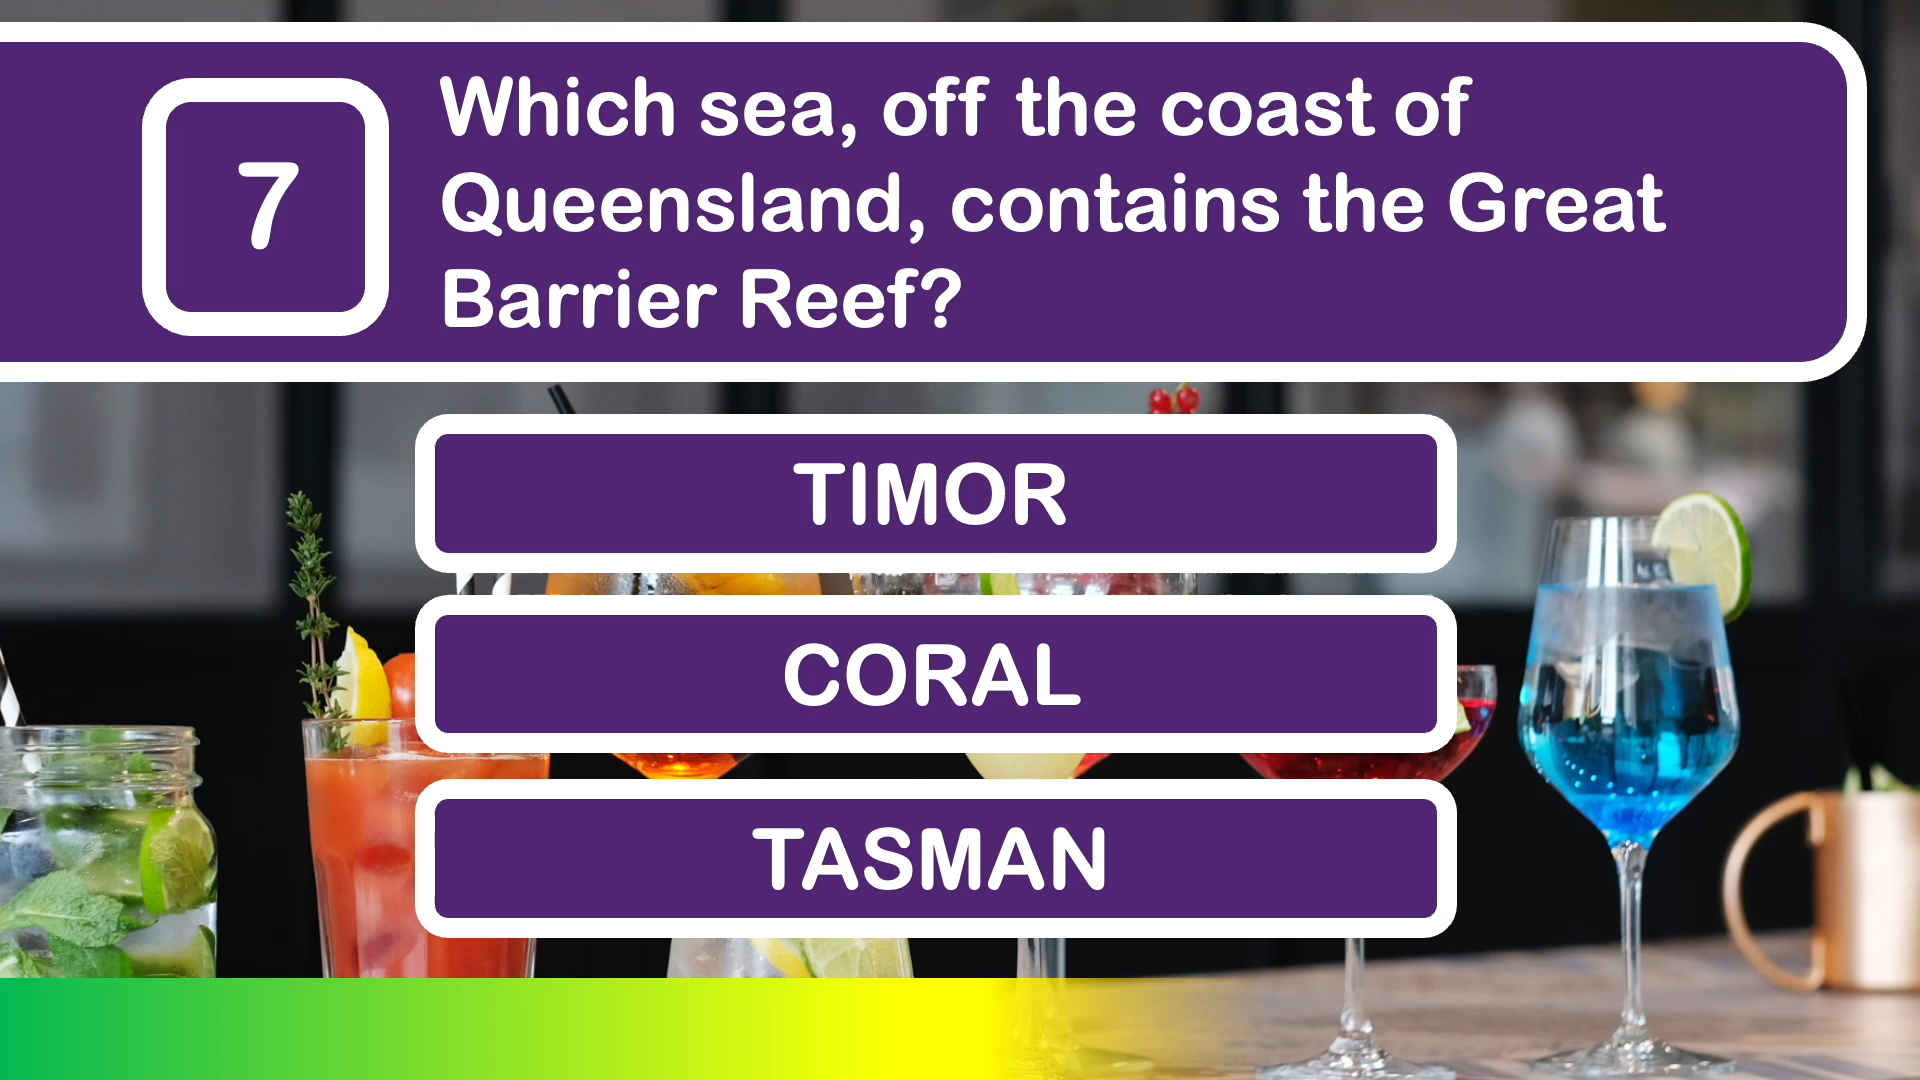 7
Which sea, off the coast of
Queensland, contains the Great
Barrier Reef?
TIMOR
CORAL
TASMAN